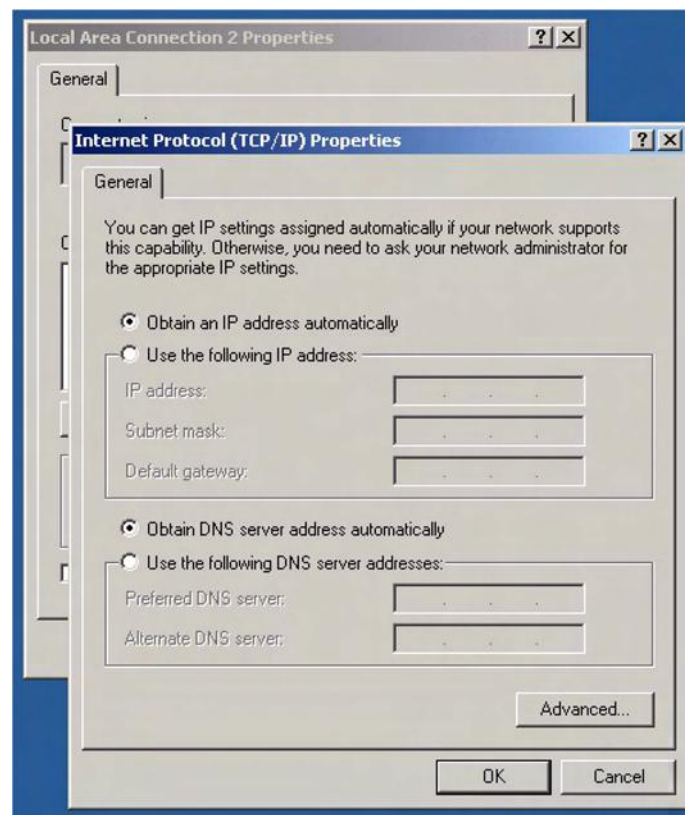 Local Area Connection 2 Properties
General
Internet Protocol (TCP/IP) Properties
General
You can get IP settings assigned automatically if your network supports
this capability. Otherwise, you need to ask your network administrator for
the appropriate IP settings.
Obtain an IP address automatically
Use the following IP address:
IP address:
Subnet mask:
Default gateway:
Obtain DNS server address automatically
Use the following DNS server addresses:
Preferred DNS server:
Alternate DNS server:
Advanced...
OK
Cancel